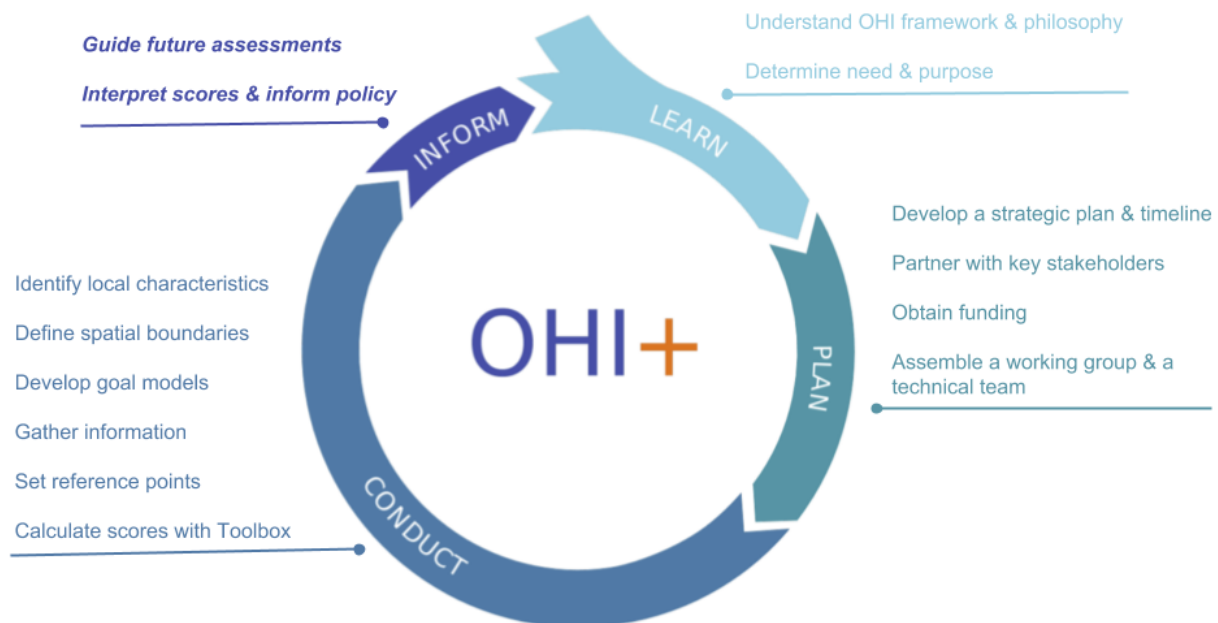 Guide future assessments
Interpret scores & inform policy
Understand OHI framework & philosophy
Determine need & purpose
INFORM
LEARN
Develop a strategic plan & timeline
Partner with key stakeholders
Obtain funding
Assemble a working group & a
technical team
PLAN
OHI+
Identify local characteristics
Define spatial boundaries
Develop goal models
Gather information
Set reference points
Calculate scores with Toolbox
CONDUCT